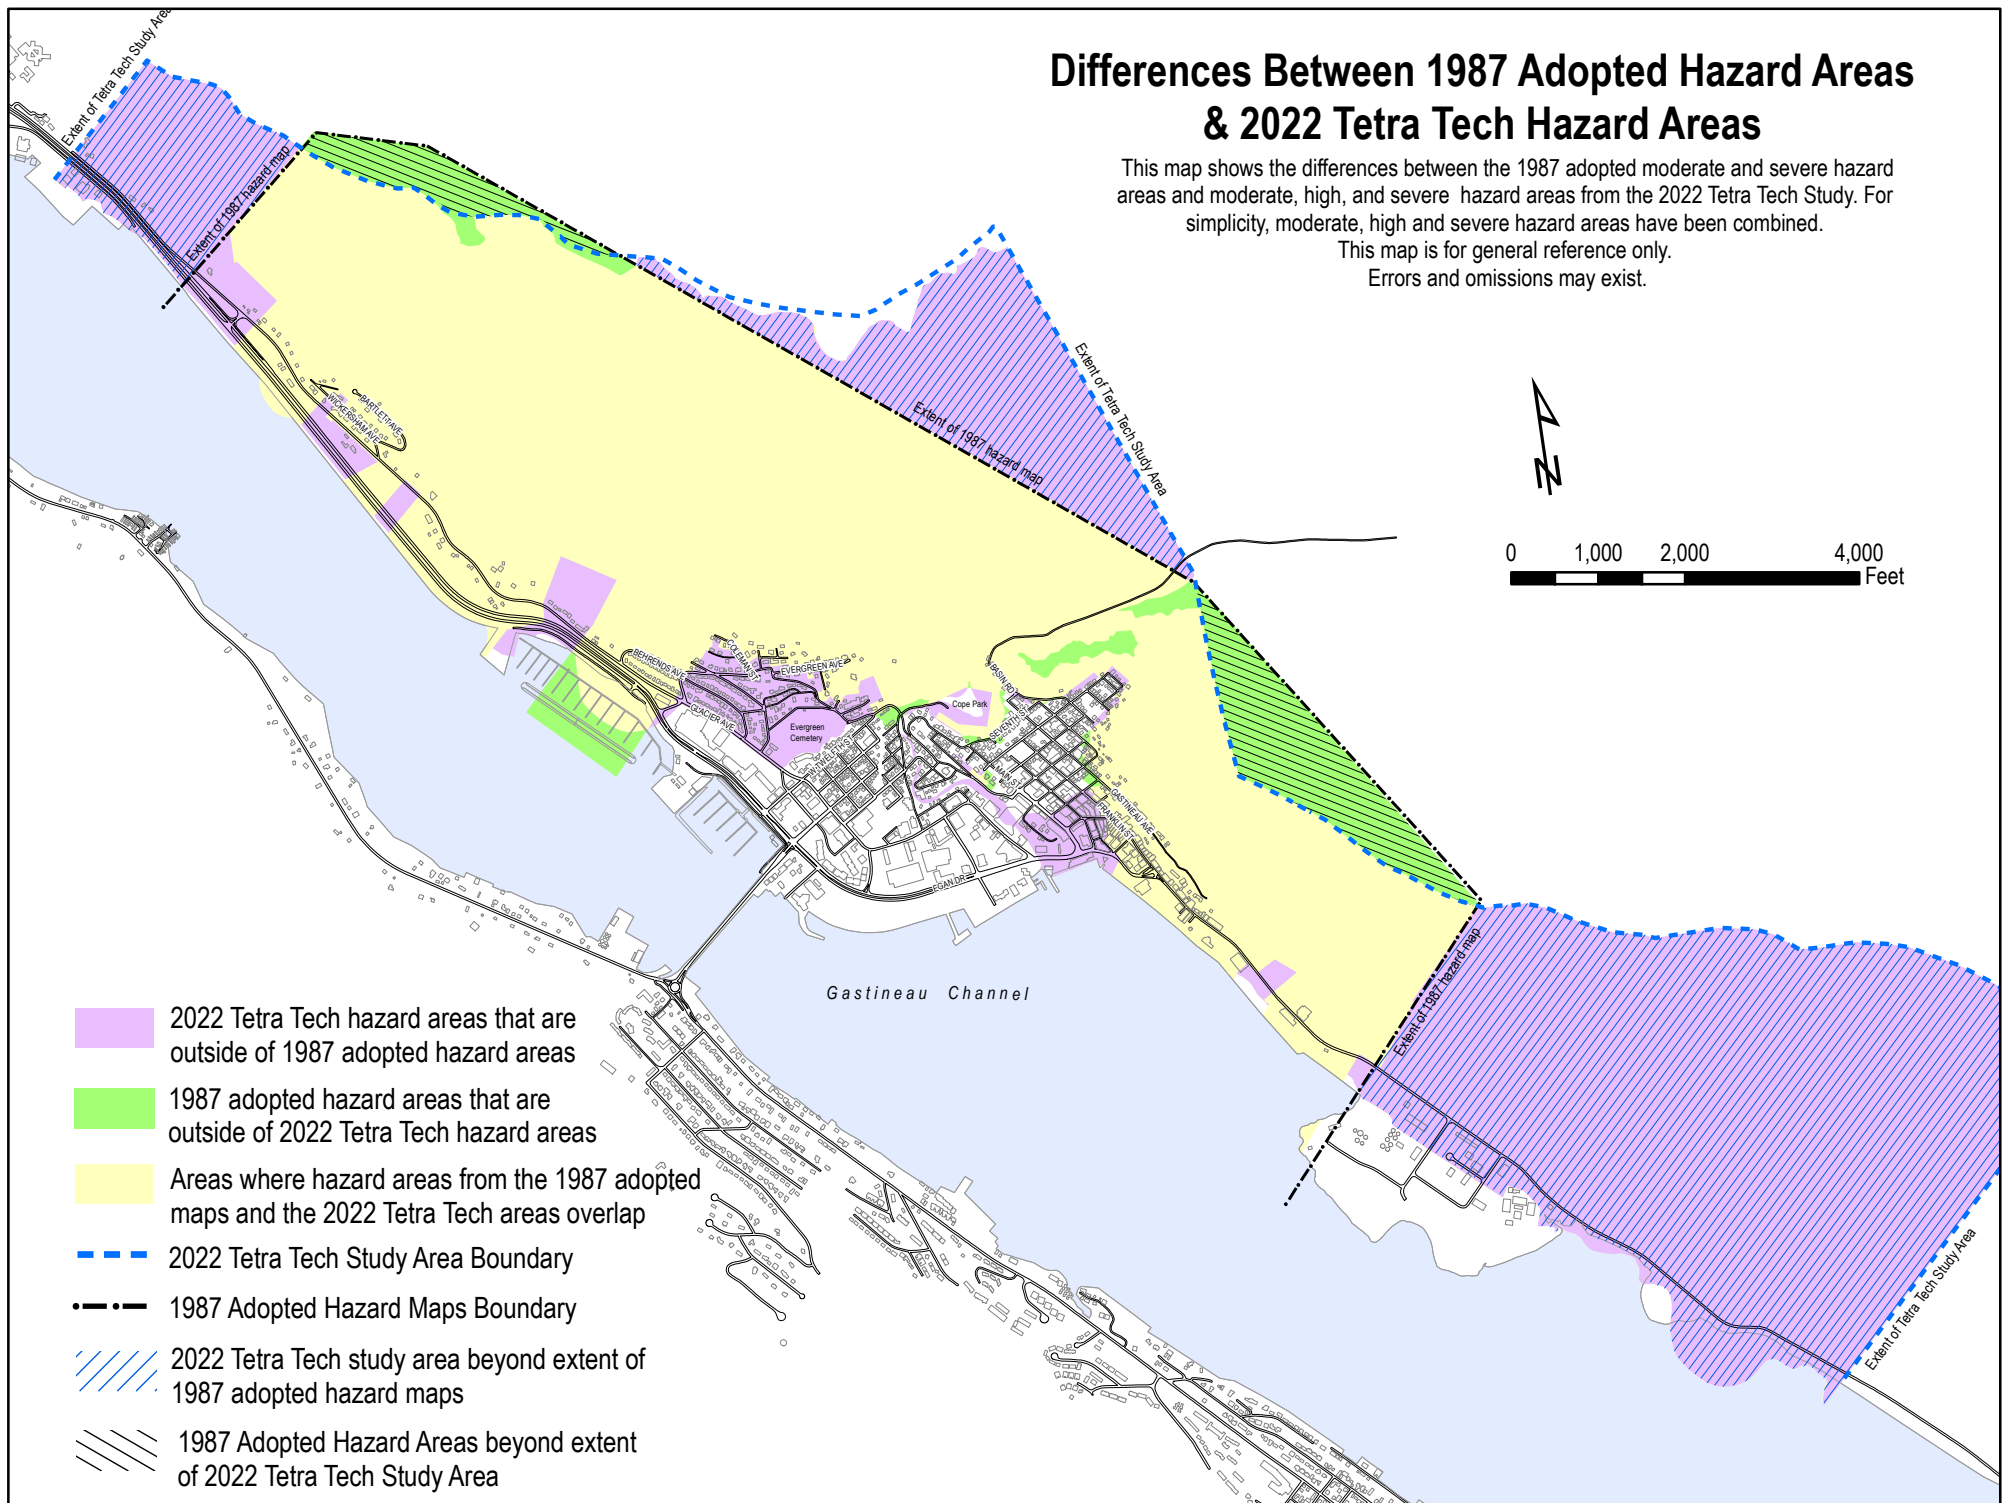 Differences Between 1987 Adopted Hazard Areas
& 2022 Tetra Tech Hazard Areas
This map shows the differences between the 1987 adopted moderate and severe hazard
areas and moderate, high, and severe hazard areas from the 2022 Tetra Tech Study. For
simplicity, moderate, high and severe hazard areas have been combined.
This map is for general reference only.
Errors and omissions may exist.
Extent of Tetra Tech Study Area
Extent of 1987 hazard map
Extent of Tetra Tech Study Area
Extent of 1987 hazard map
N
0 1,000 2,000 4,000
Feet
BARTLETT AVE
WICKERSHAM AVE
BEHRENDS AVE
COLEMAN ST
EVERGREEN AVE
GLACIER AVE
Evergreen
Cemetery
W TWELFTH ST
BASIN RD
Cope Park
SEVENTH ST
MAIN ST
GASTINEAU AVE
FRANKLIN ST
EGAN DR
Extent of 1987 hazard map
Gastineau Channel
Extent of Tetra Tech Study Area
2022 Tetra Tech hazard areas that are
outside of 1987 adopted hazard areas
1987 adopted hazard areas that are
outside of 2022 Tetra Tech hazard areas
Areas where hazard areas from the 1987 adopted
maps and the 2022 Tetra Tech areas overlap
2022 Tetra Tech Study Area Boundary
1987 Adopted Hazard Maps Boundary
2022 Tetra Tech study area beyond extent of
1987 adopted hazard maps
1987 Adopted Hazard Areas beyond extent
of 2022 Tetra Tech Study Area